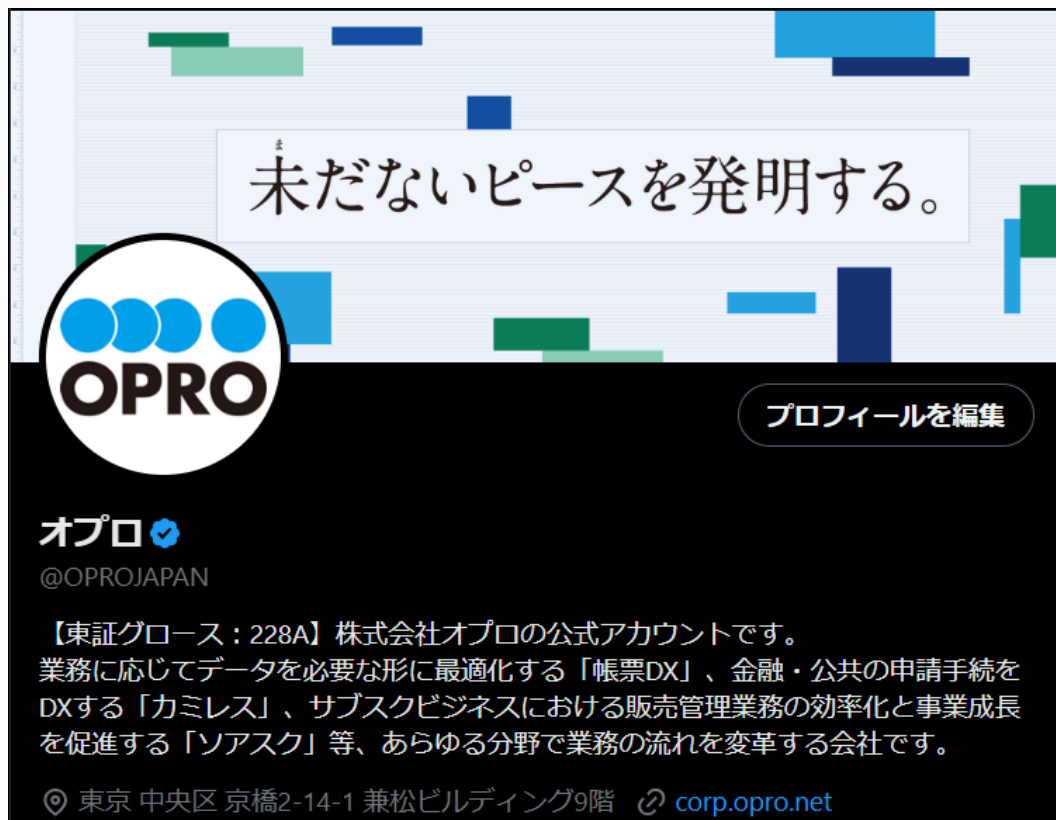 ま
未だないピースを発明する。
OPRO
プロフィールを編集
オプロ
@OPROJAPAN
【東証グロース：228A】株式会社オプロの公式アカウントです。
業務に応じてデータを必要な形に最適化する「帳票DX」、金融・公共の申請手続を
DXする「カミレス」、サブスクビジネスにおける販売管理業務の効率化と事業成長
を促進する「ソアスク」等、あらゆる分野で業務の流れを変革する会社です。
東京 中央区 京橋2-14-1 兼松ビルディング9階 corp.opro.net